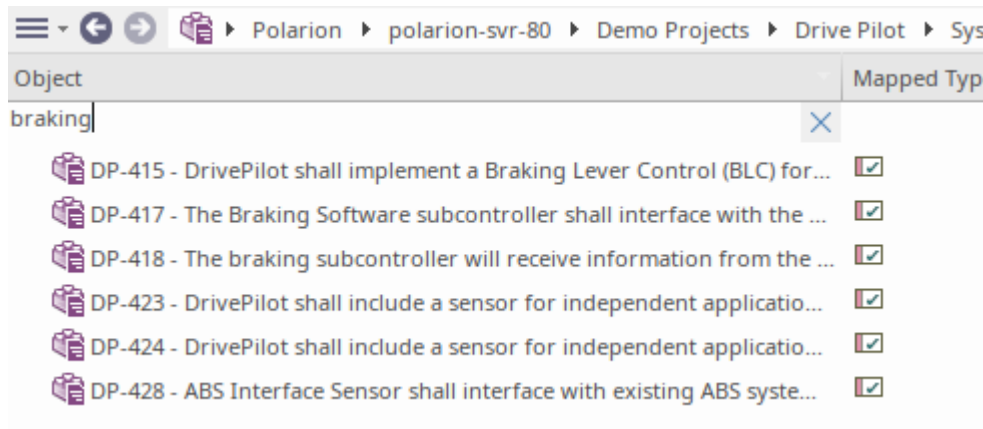 Polarion polarion-svr-80 Demo Projects Drive Pilot Sys
Object Mapped Typ
braking
DP-415 - DrivePilot shall implement a Braking Lever Control (BLC) for...
DP-417 - The Braking Software subcontroller shall interface with the ...
DP-418 - The braking subcontroller will receive information from the ...
DP-423 - DrivePilot shall include a sensor for independent applicatio...
DP-424 - DrivePilot shall include a sensor for independent applicatio...
DP-428 - ABS Interface Sensor shall interface with existing ABS syste...